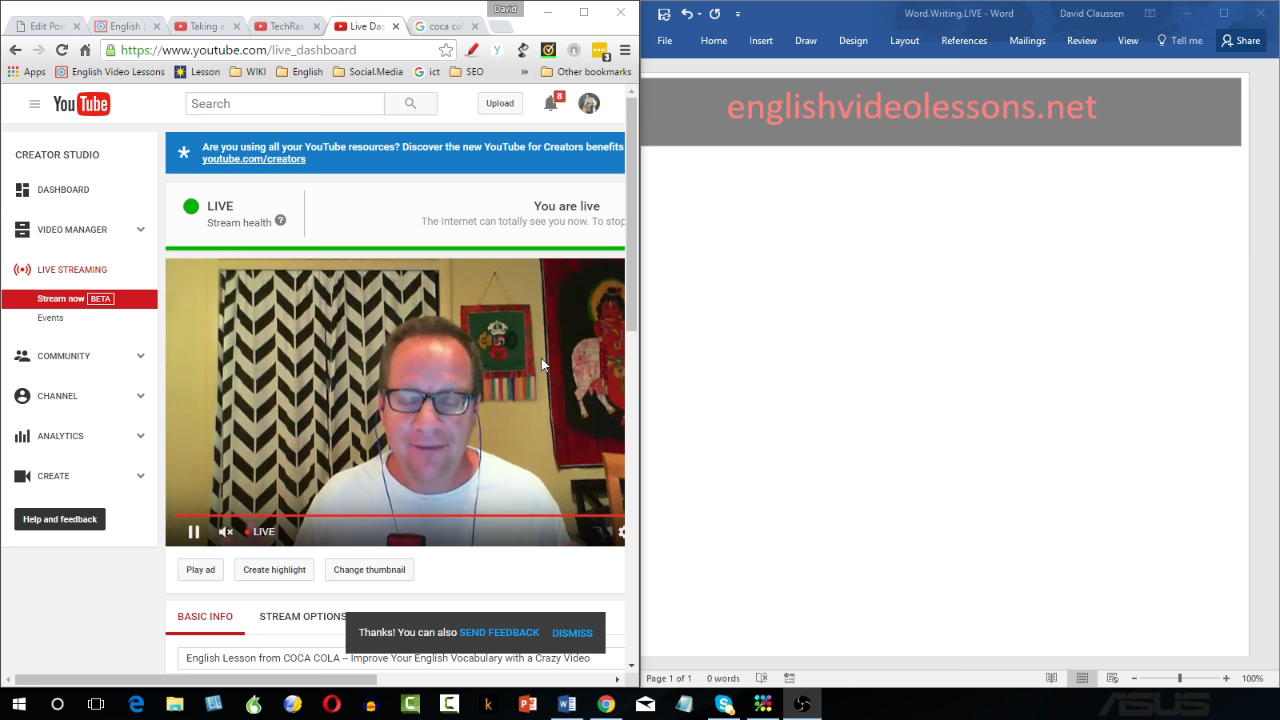 David
Edit Post
English
Taking a
TechRa
Live Das
coca col
https://www.youtube.com/live_dashboard
3
Apps
English Video Lessons
Lesson
WIKI
English
Social.Media
ict
SEO
»
Other bookmarks
YouTube
Search
Upload
8
CREATOR STUDIO
DASHBOARD
VIDEO MANAGER
LIVE STREAMING
Stream now BETA
Events
COMMUNITY
CHANNEL
ANALYTICS
CREATE
Help and feedback
Are you using all your YouTube resources? Discover the new YouTube for Creators benefits
youtube.com/creators
LIVE
Stream health ?
You are live
The internet can totally see you now. To stop
LIVE
Play ad
Create highlight
Change thumbnail
BASIC INFO
STREAM OPTIONS
Thanks! You can also SEND FEEDBACK DISMISS
English Lesson from COCA COLA -- Improve Your English Vocabulary with a Crazy Video
Word.Writing.LIVE - Word
David Claussen
File
Home
Insert
Draw
Design
Layout
References
Mailings
Review
View
Tell me
Share
englishvideolessons.net
Page 1 of 1
0 words
100%
ASUS